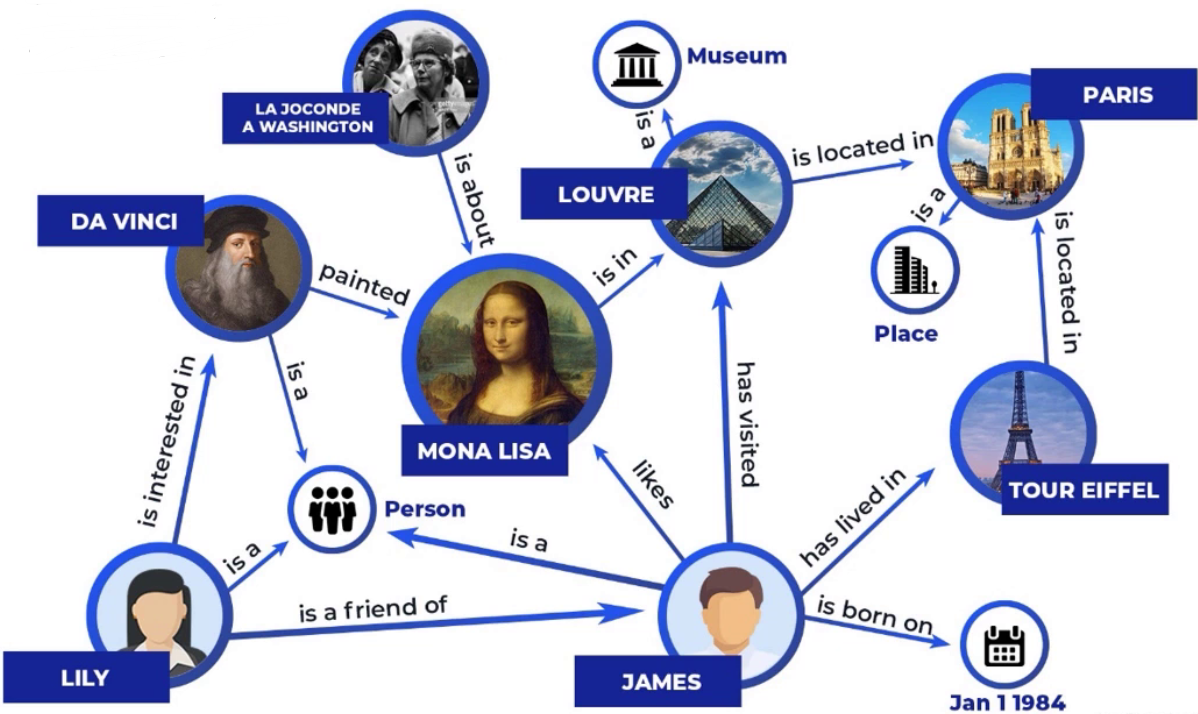 LA JOCONDE
A WASHINGTON
Museum
PARIS
is a
is located in
is about
LOUVRE
DA VINCI
is a
is located in
painted
is in
Place
is interested in
is a
has visited
MONA LISA
likes
TOUR EIFFEL
Person
has lived in
is a
is a
is a friend of
is born on
LILY
JAMES
Jan 1 1984